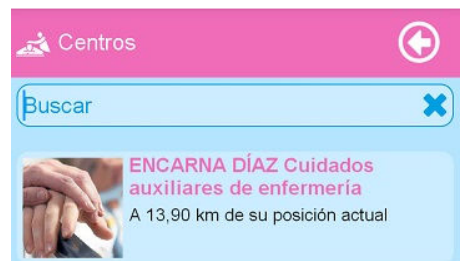 Centros
Buscar
ENCARNA DÍAZ Cuidados
auxiliares de enfermería
A 13,90 km de su posición actual